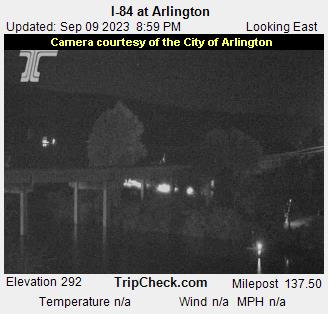 I-84 at Arlington
Updated: Sep 09 2023 8:59 PM Looking East
Camera courtesy of the City of Arlington
Elevation 292 TripCheck.com Milepost 137.50
Temperature n/a Wind n/a MPH n/a